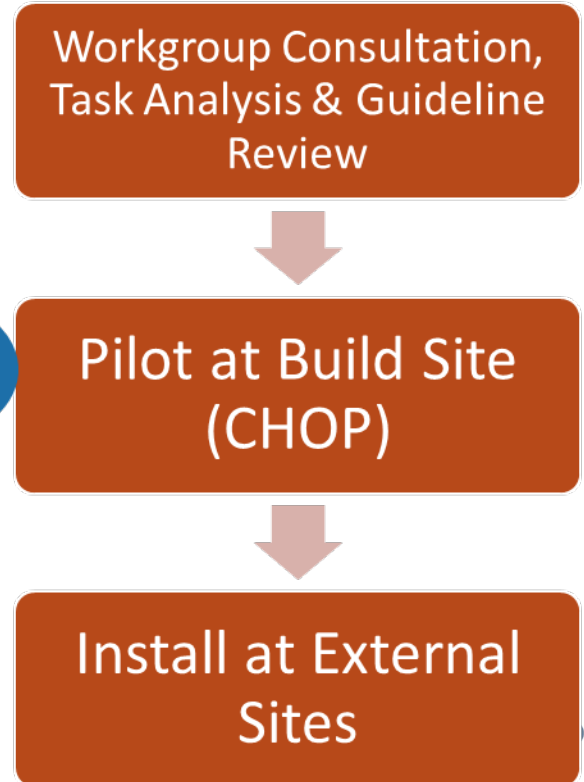 Workgroup Consultation,
Task Analysis & Guideline
Review
Pilot at Build Site
(CHOP)
Install at External
Sites